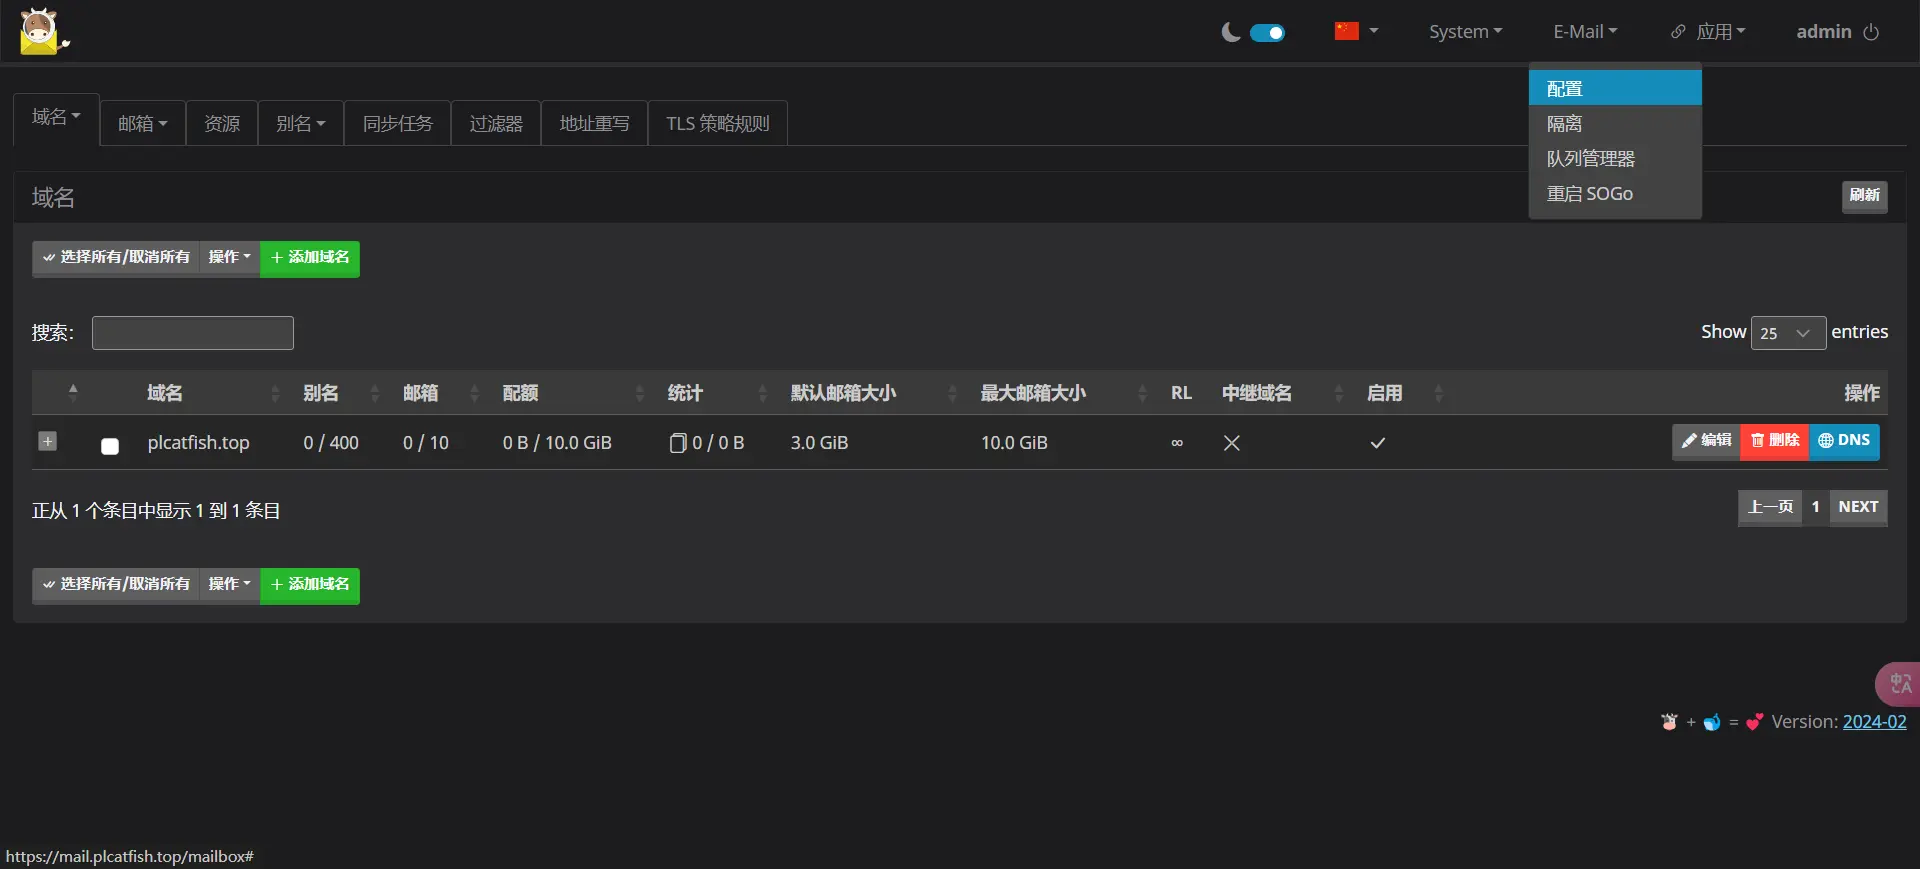 System E-Mail 应用 admin
配置
隔离
队列管理器
重启 SOGo
域名 邮箱 资源 别名 同步任务 过滤器 地址重写 TLS 策略规则
域名 刷新
选择所有/取消所有 操作 添加域名
搜索: Show 25 entries
域名 别名 邮箱 配额 统计 默认邮箱大小 最大邮箱大小 RL 中继域名 启用 操作
+ plcatfish.top 0 / 400 0 / 10 0 B / 10.0 GiB 0 / 0 B 3.0 GiB 10.0 GiB ∞ 编辑 删除 DNS
正从 1 个条目中显示 1 到 1 条目 上一页 1 NEXT
选择所有/取消所有 操作 添加域名
中 A
+ = Version: 2024-02
https://mail.plcatfish.top/mailbox#